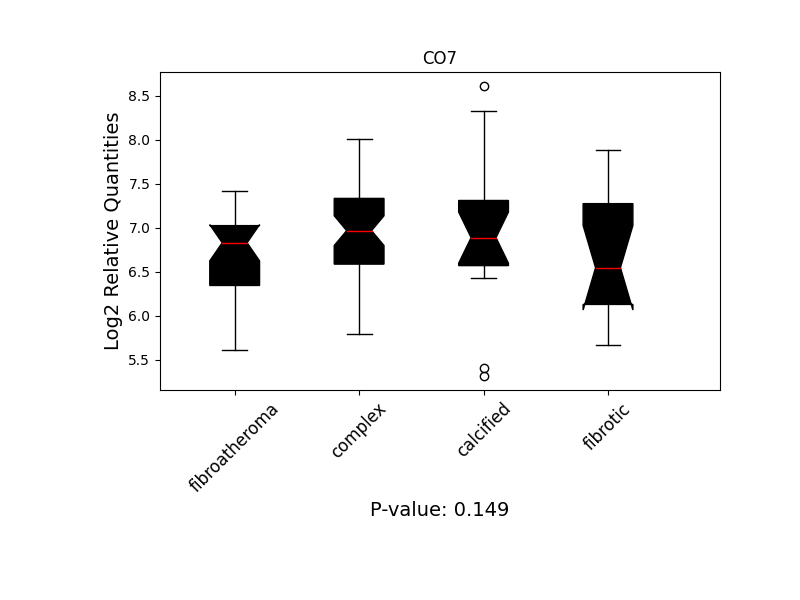 CO7
Log2 Relative Quantities
8.5
8.0
7.5
7.0
6.5
6.0
5.5
fibroatheroma
complex
calcified
fibrotic
P-value: 0.149